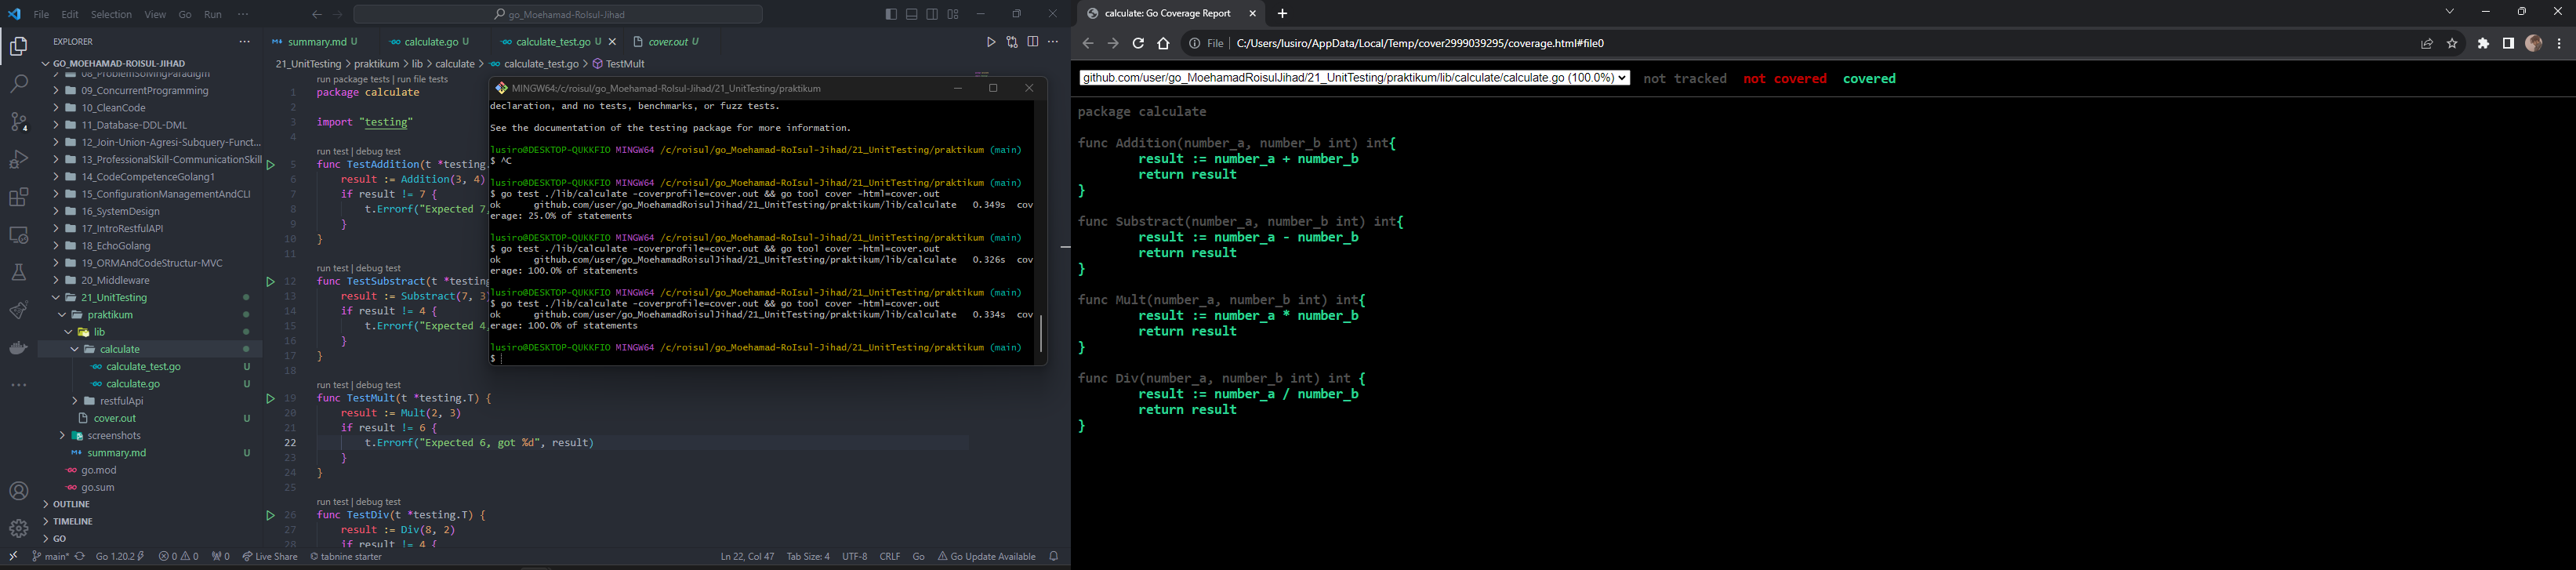 File Edit Selection View Go Run ···
go_Moehamad-RoIsul-Jihad
EXPLORER
GO_MOEHAMAD-ROISUL-JIHAD
08_ProblemSolvingParadigm
09_ConcurrentProgramming
10_CleanCode
11_Database-DDL-DML
12_Join-Union-Agresi-Subquery-Funct...
13_ProfessionalSkill-CommunicationSkill
14_CodeCompetenceGolang1
15_ConfigurationManagementAndCLI
16_SystemDesign
17_IntroRestfulAPI
18_EchoGolang
19_ORMAndCodeStructur-MVC
20_Middleware
21_UnitTesting
praktikum
lib
calculate
calculate_test.go U
calculate.go U
restfulApi
cover.out U
screenshots
summary.md U
go.mod
go.sum
OUTLINE
TIMELINE
GO
summary.md U calculate.go U calculate_test.go U cover.out U
21_UnitTesting > praktikum > lib > calculate > calculate_test.go > TestMult
run package tests | run file tests
1 package calculate
2
3 import "testing"
4
run test | debug test
5 func TestAddition(t *testing.
6 result := Addition(3, 4)
7 if result != 7 {
8 t.Errorf("Expected 7,
9 }
10 }
11
run test | debug test
12 func TestSubstract(t *testing
13 result := Substract(7, 3
14 if result != 4 {
15 t.Errorf("Expected 4,
16 }
17 }
18
run test | debug test
19 func TestMult(t *testing.T) {
20 result := Mult(2, 3)
21 if result != 6 {
22 t.Errorf("Expected 6, got %d", result)
23 }
24 }
25
run test | debug test
26 func TestDiv(t *testing.T) {
27 result := Div(8, 2)
28 if result != 4 {
MINGW64:/c/roisul/go_Moehamad-RoIsul-Jihad/21_UnitTesting/praktikum
declaration, and no tests, benchmarks, or fuzz tests.
See the documentation of the testing package for more information.
lusiro@DESKTOP-QUKKFIO MINGW64 /c/roisul/go_Moehamad-RoIsul-Jihad/21_UnitTesting/praktikum (main)
$ ^C
lusiro@DESKTOP-QUKKFIO MINGW64 /c/roisul/go_Moehamad-RoIsul-Jihad/21_UnitTesting/praktikum (main)
$ go test ./lib/calculate -coverprofile=cover.out && go tool cover -html=cover.out
ok github.com/user/go_MoehamadRoisulJihad/21_UnitTesting/praktikum/lib/calculate 0.349s cov
erage: 25.0% of statements
lusiro@DESKTOP-QUKKFIO MINGW64 /c/roisul/go_Moehamad-RoIsul-Jihad/21_UnitTesting/praktikum (main)
$ go test ./lib/calculate -coverprofile=cover.out && go tool cover -html=cover.out
ok github.com/user/go_MoehamadRoisulJihad/21_UnitTesting/praktikum/lib/calculate 0.326s cov
erage: 100.0% of statements
lusiro@DESKTOP-QUKKFIO MINGW64 /c/roisul/go_Moehamad-RoIsul-Jihad/21_UnitTesting/praktikum (main)
$ go test ./lib/calculate -coverprofile=cover.out && go tool cover -html=cover.out
ok github.com/user/go_MoehamadRoisulJihad/21_UnitTesting/praktikum/lib/calculate 0.334s cov
erage: 100.0% of statements
lusiro@DESKTOP-QUKKFIO MINGW64 /c/roisul/go_Moehamad-RoIsul-Jihad/21_UnitTesting/praktikum (main)
$
main* Go 1.20.2 0 0 0 Live Share tabnine starter Ln 22, Col 47 Tab Size: 4 UTF-8 CRLF Go Go Update Available
calculate: Go Coverage Report
File C:/Users/lusiro/AppData/Local/Temp/cover2999039295/coverage.html#file0
github.com/user/go_MoehamadRoisulJihad/21_UnitTesting/praktikum/lib/calculate/calculate.go (100.0%) not tracked not covered covered
package calculate
func Addition(number_a, number_b int) int{
result := number_a + number_b
return result
}
func Substract(number_a, number_b int) int{
result := number_a - number_b
return result
}
func Mult(number_a, number_b int) int{
result := number_a * number_b
return result
}
func Div(number_a, number_b int) int {
result := number_a / number_b
return result
}